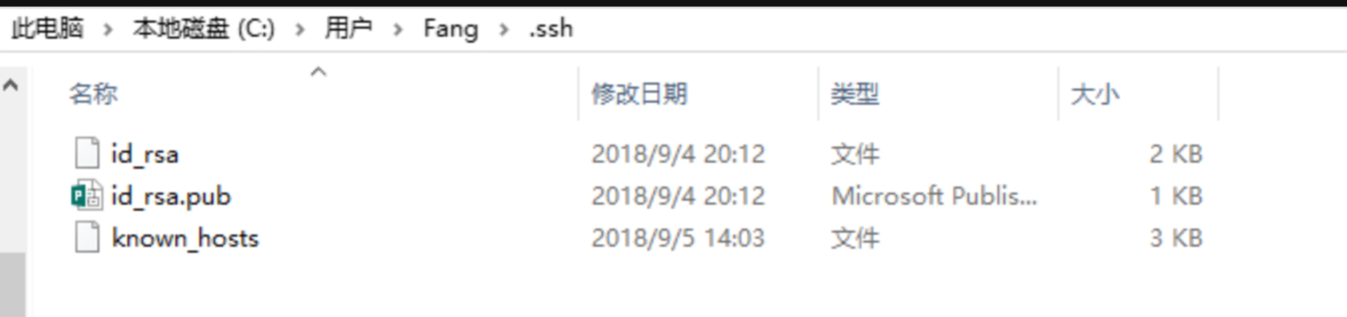 此电脑 > 本地磁盘 (C:) > 用户 > Fang > .ssh
名称 修改日期 类型 大小
id_rsa 2018/9/4 20:12 文件 2 KB
id_rsa.pub 2018/9/4 20:12 Microsoft Publis... 1 KB
known_hosts 2018/9/5 14:03 文件 3 KB